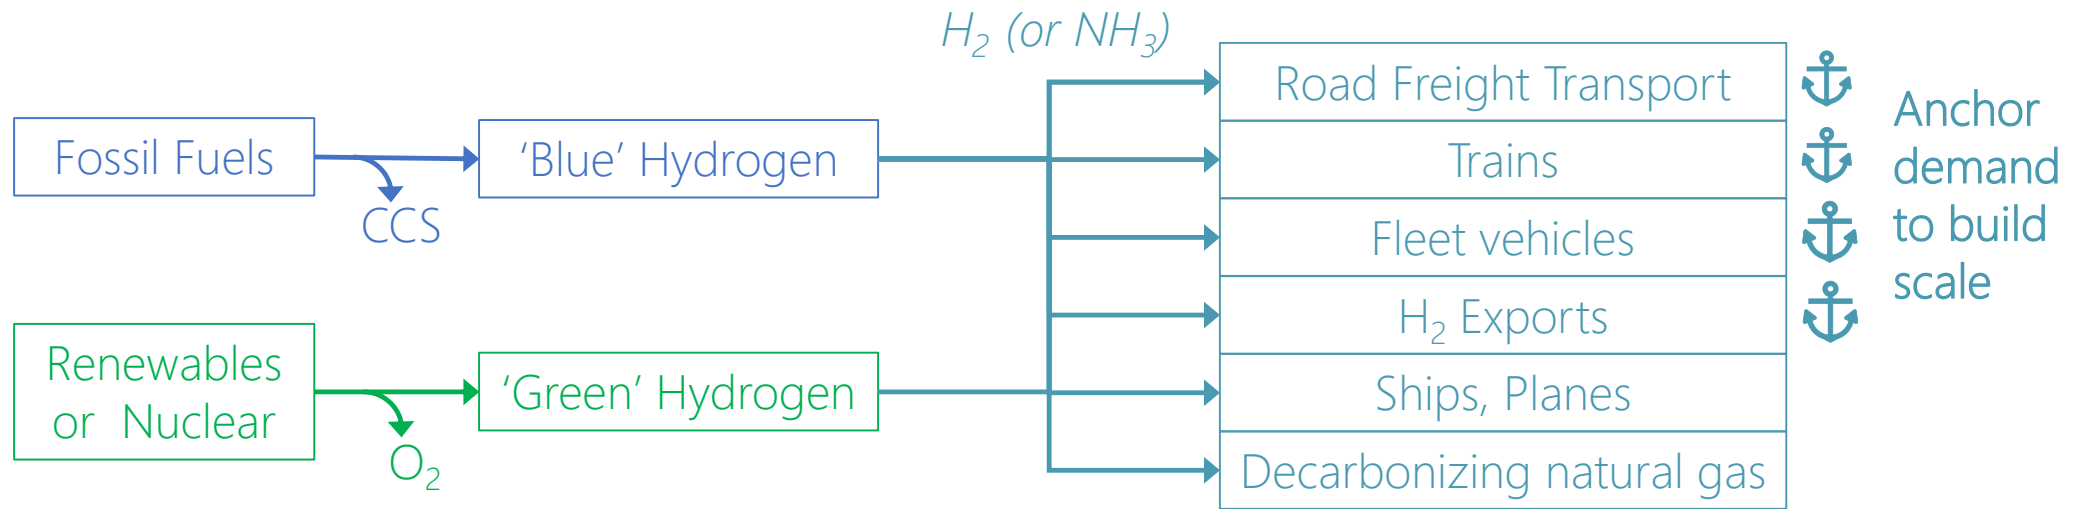 H₂ (or NH₃)
Fossil Fuels
‘Blue’ Hydrogen
CCS
Renewables
or Nuclear
‘Green’ Hydrogen
O₂
Road Freight Transport
Trains
Fleet vehicles
H₂ Exports
Ships, Planes
Decarbonizing natural gas
Anchor
demand
to build
scale